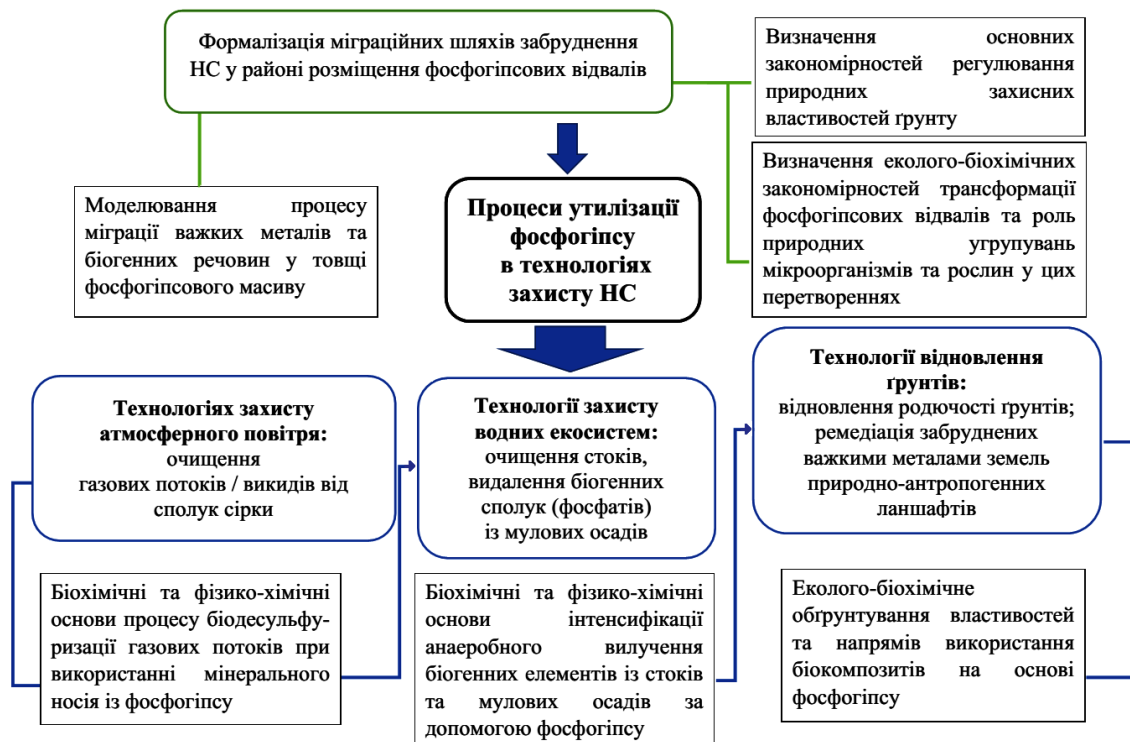 Формалізація міграційних шляхів забруднення
НС у районі розміщення фосфогіпсових відвалів
Визначення основних
закономірностей регулювання
природних захисних
властивостей ґрунту
Визначення еколого-біохімічних
закономірностей трансформації
фосфогіпсових відвалів та роль
природних угрупувань
мікроорганізмів та рослин у цих
перетвореннях
Моделювання процесу
міграції важких металів та
біогенних речовин у товщі
фосфогіпсового масиву
Процеси утилізації
фосфогіпсу
в технологіях
захисту НС
Технологіях захисту
атмосферного повітря:
очищення
газових потоків / викидів від
сполук сірки
Технології захисту
водних екосистем:
очищення стоків,
видалення біогенних
сполук (фосфатів)
із мулових осадів
Технології відновлення
ґрунтів:
відновлення родючості ґрунтів;
ремедіація забруднених
важкими металами земель
природно-антропогенних
ланшафтів
Біохімічні та фізико-хімічні
основи процесу біодесульфу-
ризації газових потоків при
використанні мінерального
носія із фосфогіпсу
Біохімічні та фізико-хімічні
основи інтенсифікації
анаеробного вилучення
біогенних елементів із стоків
та мулових осадів за
допомогою фосфогіпсу
Еколого-біохімічне
обґрунтування властивостей
та напрямів використання
біокомпозитів на основі
фосфогіпсу